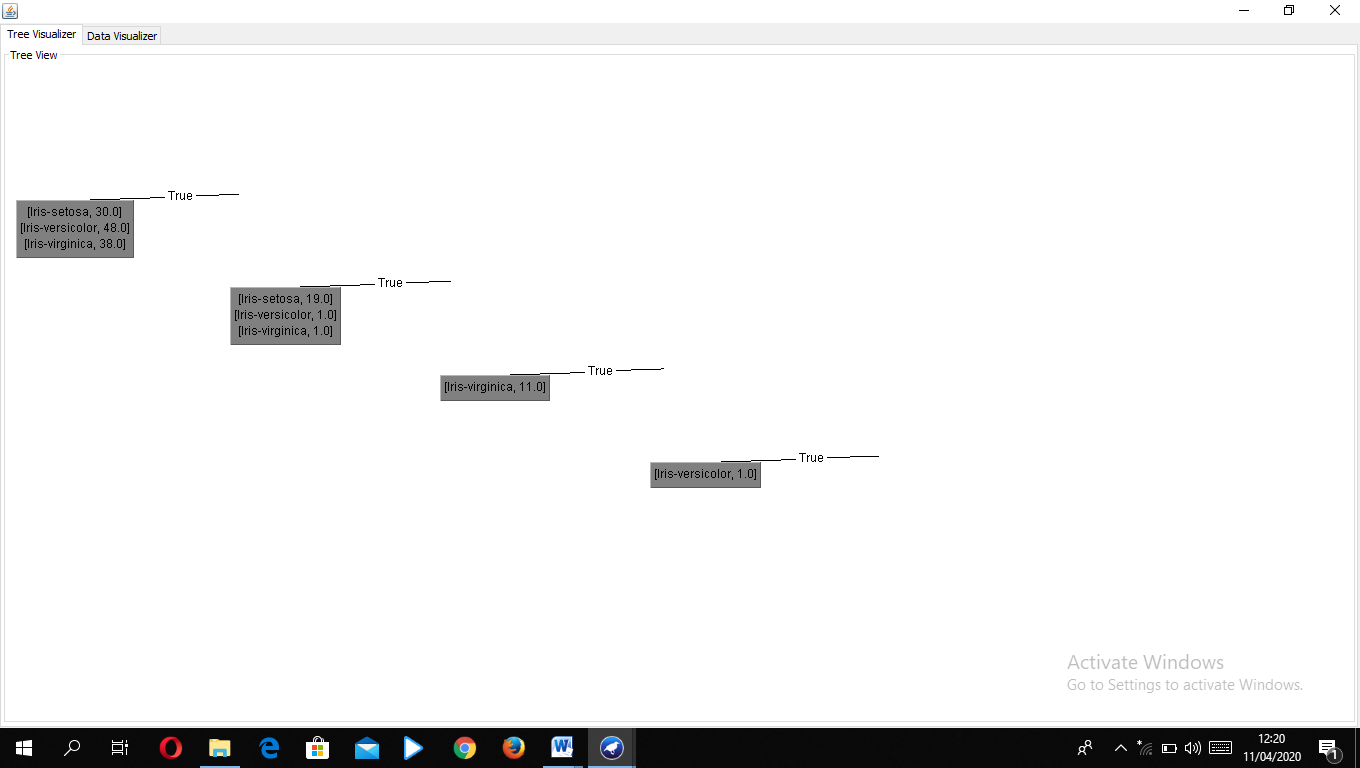 Tree Visualizer
Data Visualizer
Tree View
True
[Iris-setosa, 30.0]
[Iris-versicolor, 48.0]
[Iris-virginica, 38.0]
True
[Iris-setosa, 19.0]
[Iris-versicolor, 1.0]
[Iris-virginica, 1.0]
True
[Iris-virginica, 11.0]
True
[Iris-versicolor, 1.0]
Activate Windows
Go to Settings to activate Windows.
12:20
11/04/2020
1